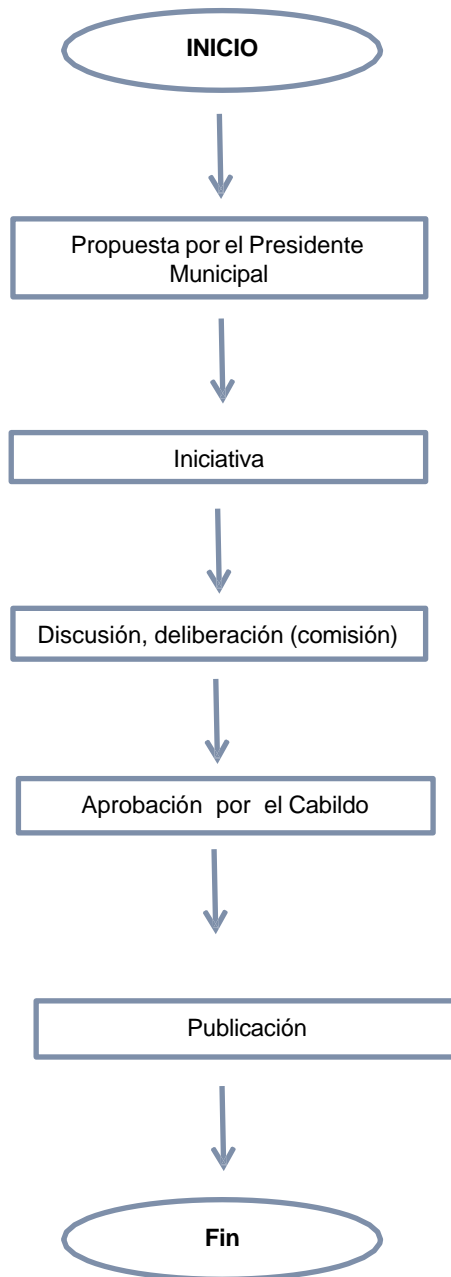 INICIO
Propuesta por el Presidente
Municipal
Iniciativa
Discusión, deliberación (comisión)
Aprobación por el Cabildo
Publicación
Fin